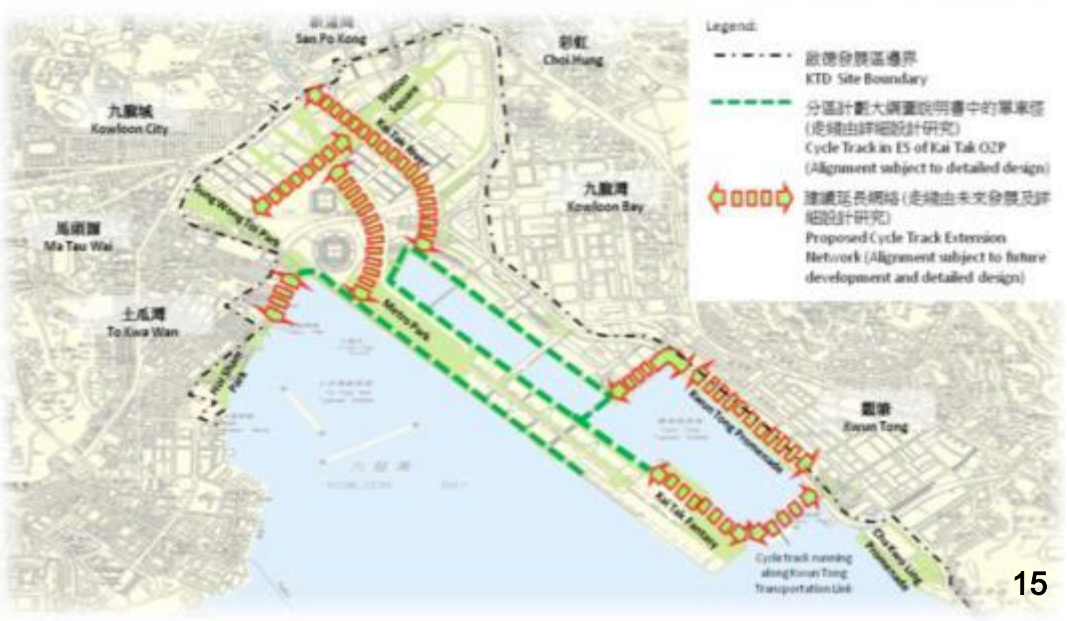 San Po Kong
彩虹
Choi Hung
九龍城
Kowloon City
Station Square
Kai Tak River
九龍灣
Kowloon Bay
Sung Wong Toi Park
馬頭圍
Ma Tau Wai
土瓜灣
To Kwa Wan
Hoi Sham
Park
Metro Park
觀塘
Kwun Tong
Kwun Tong Promenade
Kai Tak Fantasy
Cycle track running
along Kwun Tong
Transportation Link
Cha Kwo Ling
Promenade
Legend:
啟德發展區邊界
KTD Site Boundary
分區計劃大綱圖說明書中的單車徑
(走線由詳細設計研究)
Cycle Track in ES of Kai Tak OZP
(Alignment subject to detailed design)
建議延長網絡(走線由未來發展及詳
細設計研究)
Proposed Cycle Track Extension
Network (Alignment subject to future
development and detailed design)
15